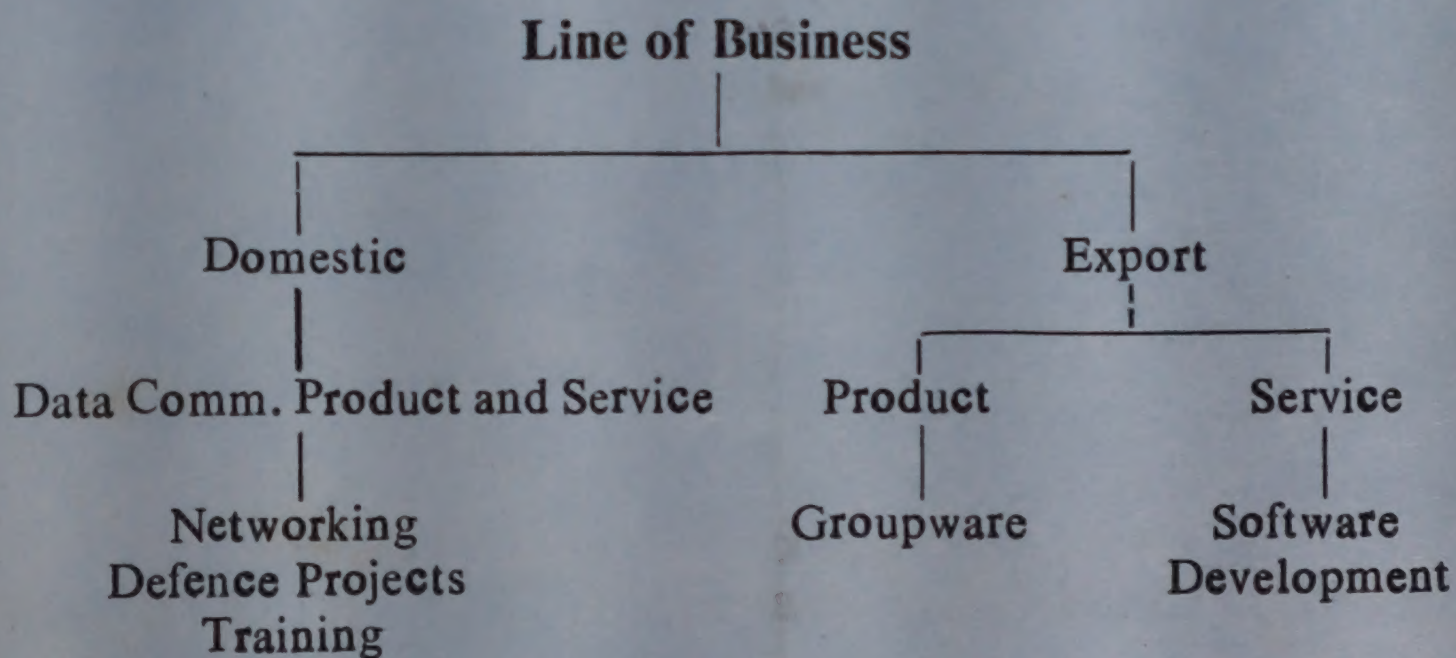 Line of Business
Domestic
Export
Data Comm. Product and Service
Product
Service
Networking
Defence Projects
Training
Groupware
Software
Development